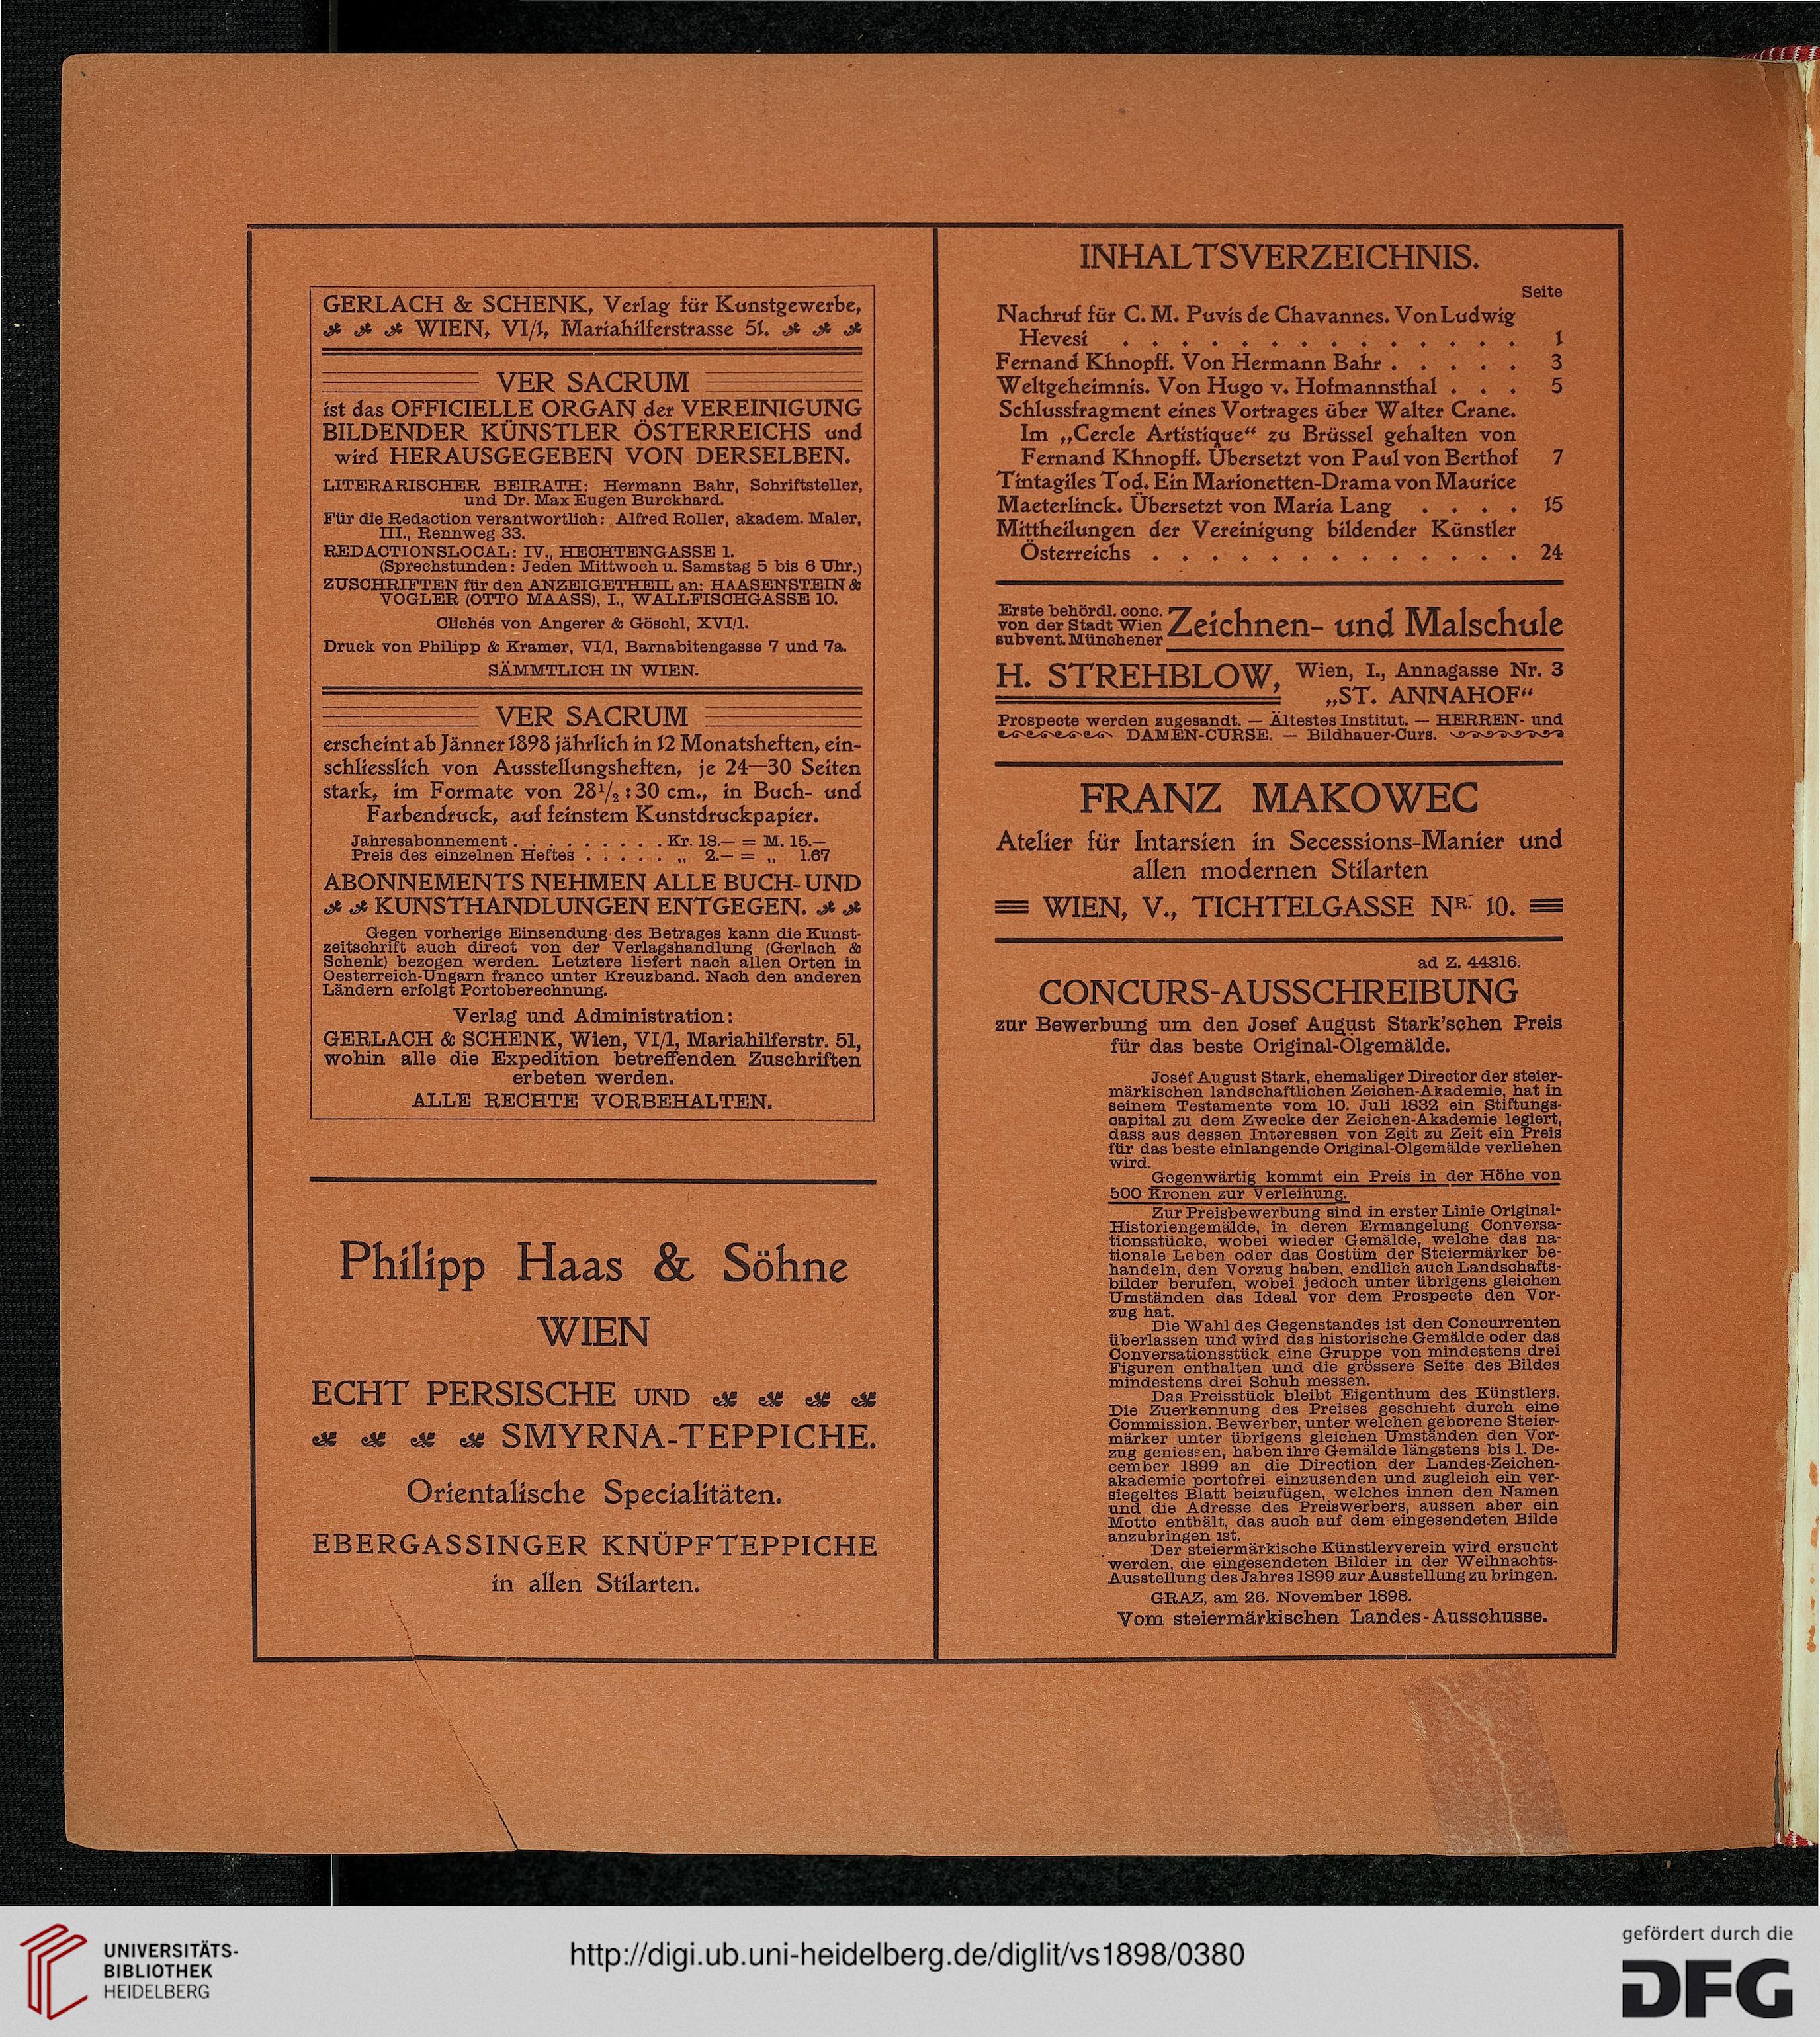 GERLACH & SCHENK, Verlag für Kunstgewerbe,
WIEN, VI/1, Mariahilferstrasse 51.
VER SACRUM
ist das OFFICIELLE ORGAN der VEREINIGUNG
BILDENDER KÜNSTLER ÖSTERREICHS und
wird HERAUSGEGEBEN VON DERSELBEN.
LITERARISCHER BEIRATH: Hermann Bahr, Schriftsteller,
und Dr. Max Eugen Burckhard.
Für die Redaction verantwortlich: Alfred Roller, akadem. Maler,
III., Rennweg 33.
REDACTIONSLOCAL: IV., HECHTENGASSE 1.
(Sprechstunden: Jeden Mittwoch u. Samstag 5 bis 6 Uhr.)
ZUSCHRIFTEN für den ANZEIGETHEIL an: HAASENSTEIN &
VOGLER (OTTO MAASS), I., WALLFISCHGASSE 10.
Clichés von Angerer & Göschl, XVI/1.
Druck von Philipp & Kramer, VI/1, Barnabitengasse 7 und 7a.
SÄMMTLICH IN WIEN.
VER SACRUM
erscheint ab Jänner 1898 jährlich in 12 Monatsheften, ein-
schliesslich von Ausstellungsheften, je 24—30 Seiten
stark, im Formate von 28½ : 30 cm., in Buch- und
Farbendruck, auf feinstem Kunstdruckpapier.
Jahresabonnement . . . . . . . . . Kr. 18.— = M. 15.—
Preis des einzelnen Heftes . . . . . „ 2.— = „ 1.67
ABONNEMENTS NEHMEN ALLE BUCH- UND
KUNSTHANDLUNGEN ENTGEGEN.
Gegen vorherige Einsendung des Betrages kann die Kunst-
zeitschrift auch direct von der Verlagshandlung (Gerlach &
Schenk) bezogen werden. Letztere liefert nach allen Orten in
Oesterreich-Ungarn franco unter Kreuzband. Nach den anderen
Ländern erfolgt Portoberechnung.
Verlag und Administration:
GERLACH & SCHENK, Wien, VI/1, Mariahilferstr. 51,
wohin alle die Expedition betreffenden Zuschriften
erbeten werden.
ALLE RECHTE VORBEHALTEN.
Philipp Haas & Söhne
WIEN
ECHT PERSISCHE UND
SMYRNA-TEPPICHE.
Orientalische Specialitäten.
EBERGASSINGER KNÜPFTEPPICHE
in allen Stilarten.
INHALTSVERZEICHNIS.
Seite
Nachruf für C. M. Puvis de Chavannes. Von Ludwig
Hevesi . . . . . . . . . . . . . . 1
Fernand Khnopff. Von Hermann Bahr . . . . . 3
Weltgeheimnis. Von Hugo v. Hofmannsthal . . . 5
Schlussfragment eines Vortrages über Walter Crane.
Im „Cercle Artistique“ zu Brüssel gehalten von
Fernand Khnopff. Übersetzt von Paul von Berthof 7
Tintagiles Tod. Ein Marionetten-Drama von Maurice
Maeterlinck. Übersetzt von Maria Lang . . . . 15
Mittheilungen der Vereinigung bildender Künstler
Österreichs . . . . . . . . . . . . . 24
Erste behördl. conc.
von der Stadt Wien
subvent. Münchener
Zeichnen- und Malschule
H. STREHBLOW, Wien, I., Annagasse Nr. 3
„ST. ANNAHOF“
Prospecte werden zugesandt. — Ältestes Institut. — HERREN- und
DAMEN-CURSE. — Bildhauer-Curs.
FRANZ MAKOWEC
Atelier für Intarsien in Secessions-Manier und
allen modernen Stilarten
WIEN, V., TICHTELGASSE NR. 10.
ad Z. 44316.
CONCURS-AUSSCHREIBUNG
zur Bewerbung um den Josef August Stark'schen Preis
für das beste Original-Ölgemälde.
Josef August Stark, ehemaliger Director der steier-
märkischen landschaftlichen Zeichen-Akademie, hat in
seinem Testamente vom 10. Juli 1832 ein Stiftungs-
capital zu dem Zwecke der Zeichen-Akademie legiert,
dass aus dessen Interessen von Zeit zu Zeit ein Preis
für das beste einlangende Original-Ölgemälde verliehen
wird.
Gegenwärtig kommt ein Preis in der Höhe von
500 Kronen zur Verleihung.
Zur Preisbewerbung sind in erster Linie Original-
Historiengemälde, in deren Ermangelung Conversa-
tionsstücke, wobei wieder Gemälde, welche das na-
tionale Leben oder das Costüm der Steiermärker be-
handeln, den Vorzug haben, endlich auch Landschafts-
bilder berufen, wobei jedoch unter übrigens gleichen
Umständen das Ideal vor dem Prospecte den Vor-
zug hat.
Die Wahl des Gegenstandes ist den Concurrenten
überlassen und wird das historische Gemälde oder das
Conversationsstück eine Gruppe von mindestens drei
Figuren enthalten und die grössere Seite des Bildes
mindestens drei Schuh messen.
Das Preisstück bleibt Eigenthum des Künstlers.
Die Zuerkennung des Preises geschieht durch eine
Commission. Bewerber, unter welchen geborene Steier-
märker unter übrigens gleichen Umständen den Vor-
zug geniessen, haben ihre Gemälde längstens bis 1. De-
cember 1899 an die Direction der Landes-Zeichen-
akademie portofrei einzusenden und zugleich ein ver-
siegeltes Blatt beizufügen, welches innen den Namen
und die Adresse des Preiswerbers, aussen aber ein
Motto enthält, das auch auf dem eingesendeten Bilde
anzubringen ist.
Der steiermärkische Künstlerverein wird ersucht
werden, die eingesendeten Bilder in der Weihnachts-
Ausstellung des Jahres 1899 zur Ausstellung zu bringen.
GRAZ, am 26. November 1898.
Vom steiermärkischen Landes-Ausschusse.
UNIVERSITÄTS-
BIBLIOTHEK
HEIDELBERG
http://digi.ub.uni-heidelberg.de/diglit/vs1898/0380
gefördert durch die
DFG